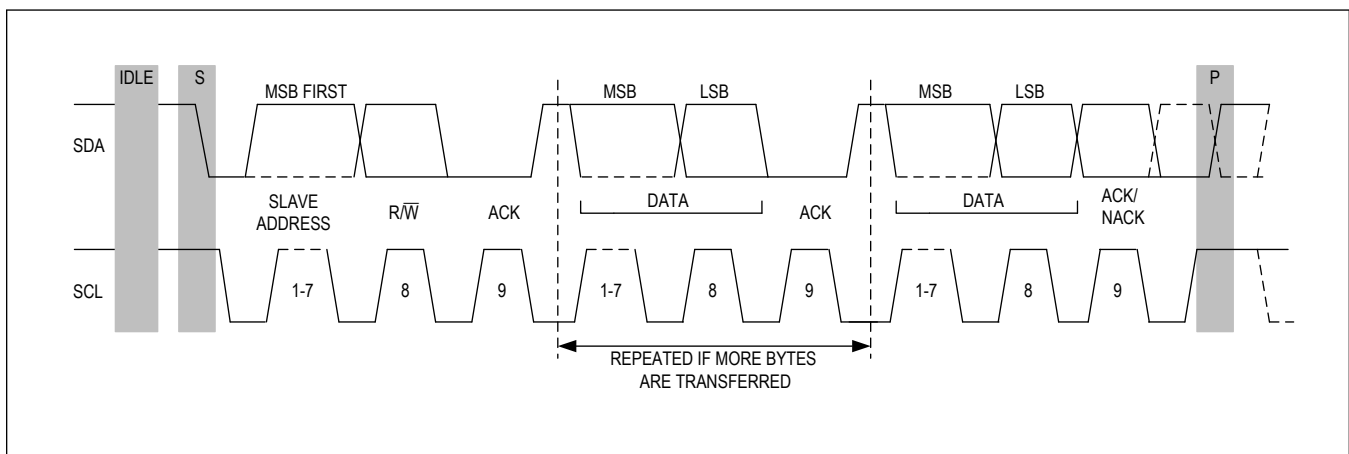 IDLE S P
MSB FIRST MSB LSB MSB LSB
SDA
SLAVE
ADDRESS R/W̅ ACK DATA ACK DATA ACK/
NACK
SCL 1-7 8 9 1-7 8 9 1-7 8 9
REPEATED IF MORE BYTES
ARE TRANSFERRED